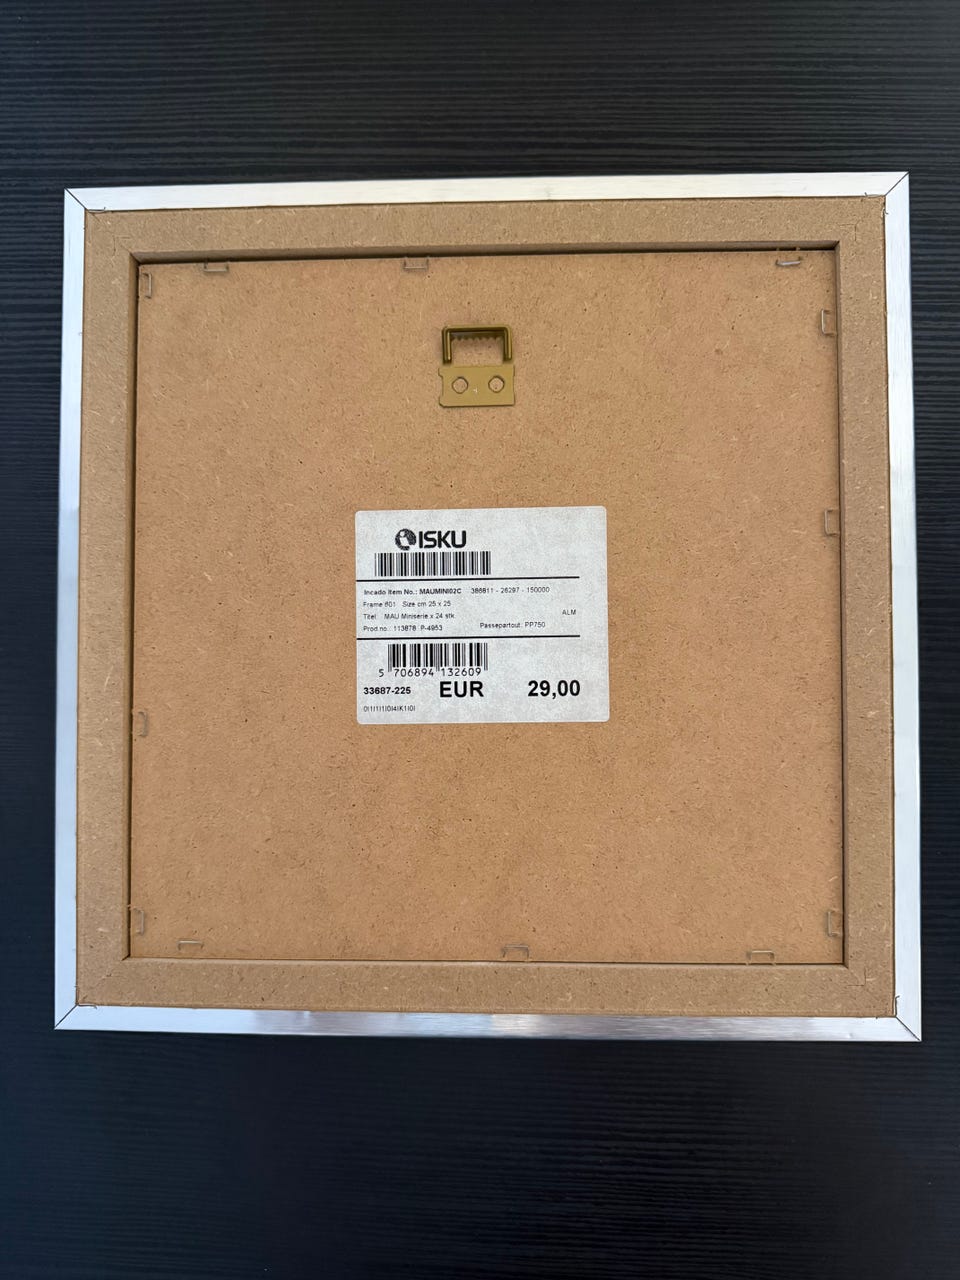 ISKU
Incado Item No.: MAUMINI02C 386811 - 26297 - 150000
Frame 601 Size cm 25 x 25
ALM
Titel: MAU Miniserie x 24 stk.
Prod.no.: 113878 P-4953 Passepartout: PP750
5 706894 132609
33687-225 EUR 29,00